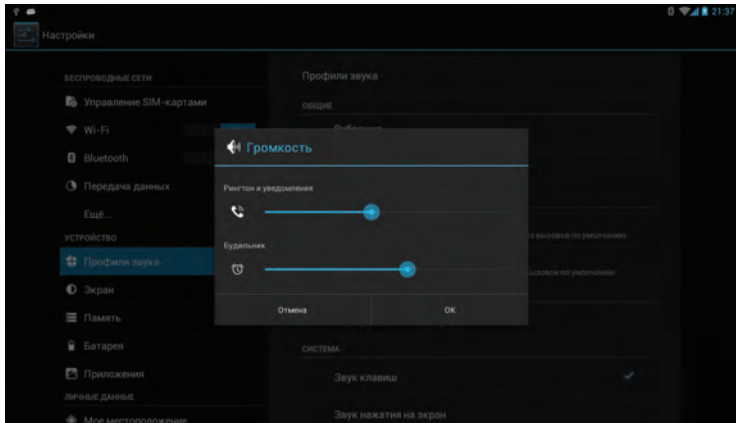 21:37
Настройки
БЕСПРОВОДНЫЕ СЕТИ
Управление SIM-картами
Wi-Fi
Bluetooth
Передача данных
Ещё...
УСТРОЙСТВО
Профили звука
Экран
Память
Батарея
Приложения
ЛИЧНЫЕ ДАННЫЕ
Мое местоположение
Профили звука
ОБЩИЕ
Громкость
Рингтон и уведомления
Будильник
Отмена
ОК
вызовов по умолчанию
вызовов по умолчанию
СИСТЕМА
Звук клавиш
Звук нажатия на экран